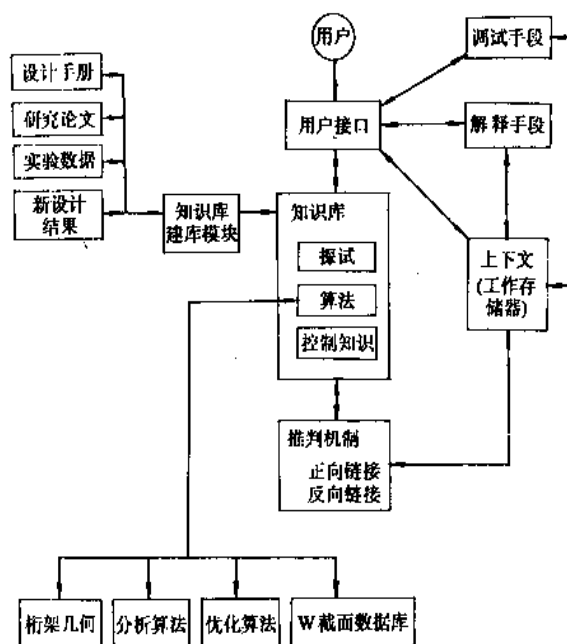 用户
调试手段
设计手册
研究论文
实验数据
新设计
结果
用户接口
解释手段
知识库
建库模块
知识库
探试
算法
控制知识
上下文
(工作存
储器)
推判机制
正向链接
反向链接
桁架几何
分析算法
优化算法
W截面数据库